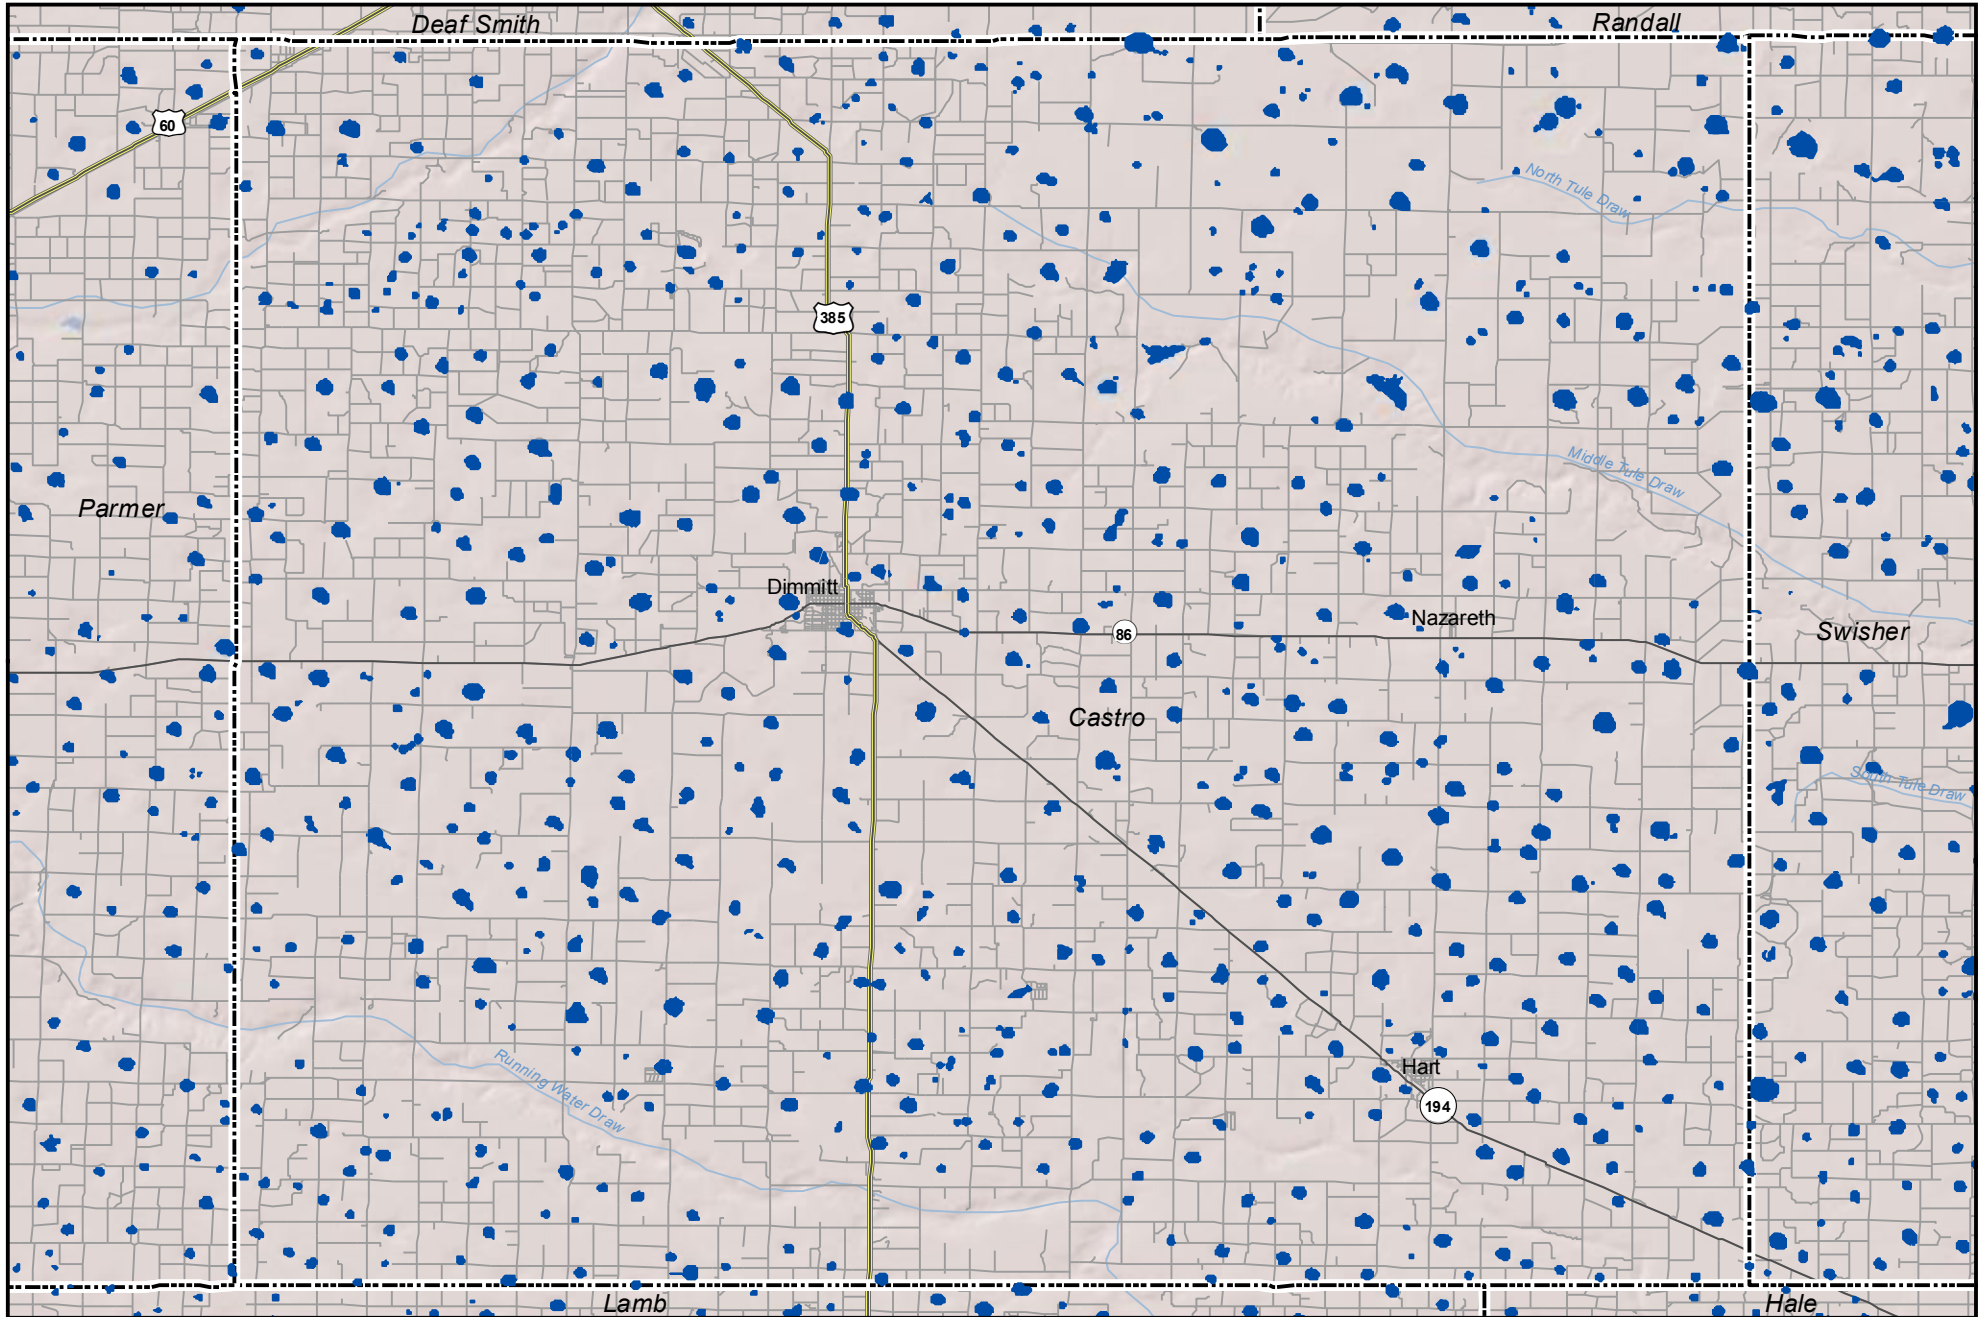 Deaf Smith
Randall
60
North Tule Draw
385
Middle Tule Draw
Parmer
Dimmitt
Nazareth
86
Swisher
Castro
South Tule Draw
Running Water Draw
Hart
194
Lamb
Hale